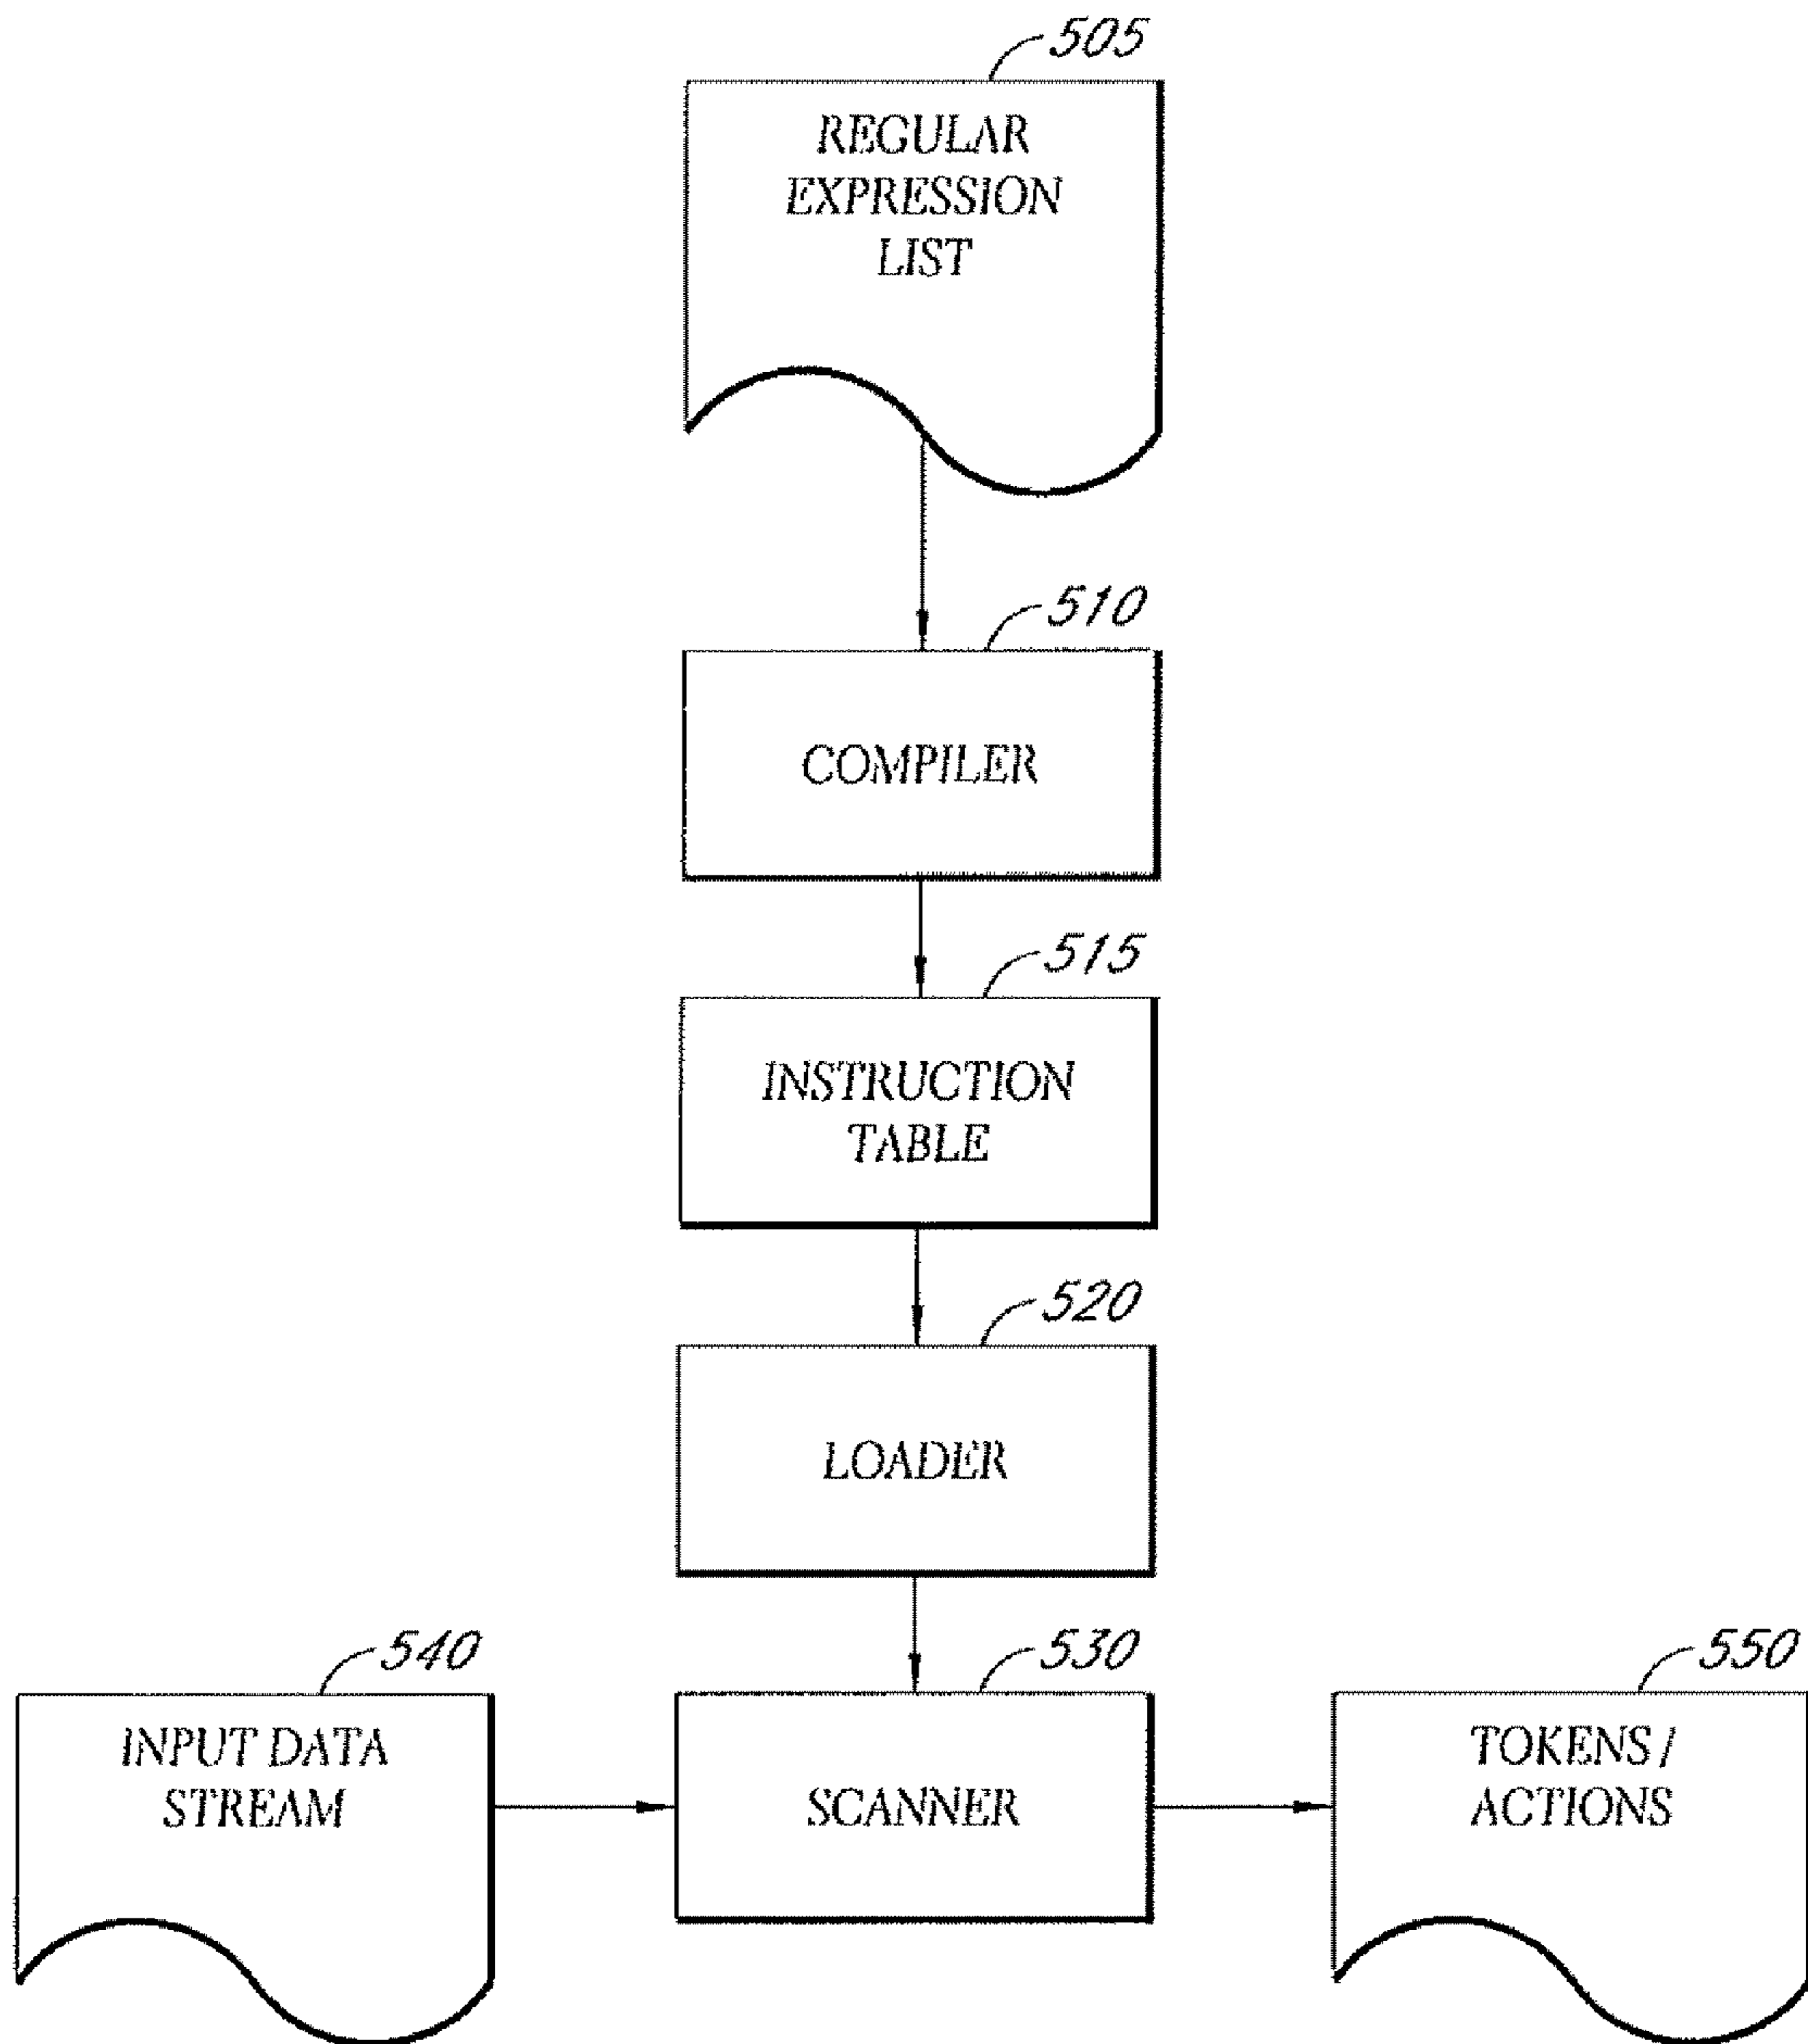 505
REGULAR
EXPRESSION
LIST
510
COMPILER
515
INSTRUCTION
TABLE
520
LOADER
540
INPUT DATA
STREAM
530
SCANNER
550
TOKENS /
ACTIONS